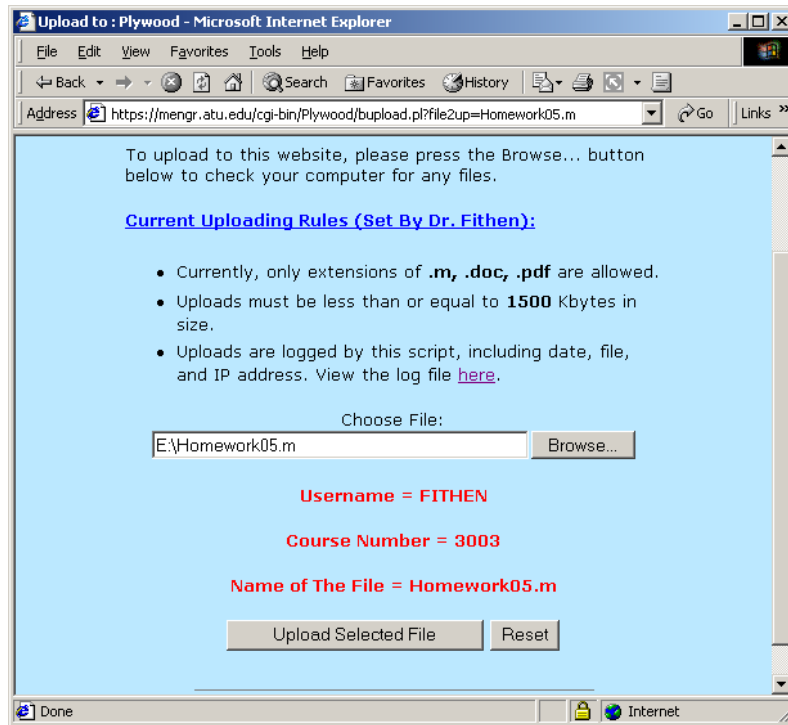 Upload to : Plywood - Microsoft Internet Explorer
File Edit View Favorites Tools Help
Back Search Favorites History
Address https://mengr.atu.edu/cgi-bin/Plywood/bupload.pl?file2up=Homework05.m Go Links »
To upload to this website, please press the Browse... button
below to check your computer for any files.
Current Uploading Rules (Set By Dr. Fithen):
• Currently, only extensions of .m, .doc, .pdf are allowed.
• Uploads must be less than or equal to 1500 Kbytes in
size.
• Uploads are logged by this script, including date, file,
and IP address. View the log file here.
Choose File:
E:\Homework05.m Browse...
Username = FITHEN
Course Number = 3003
Name of The File = Homework05.m
Upload Selected File Reset
Done Internet